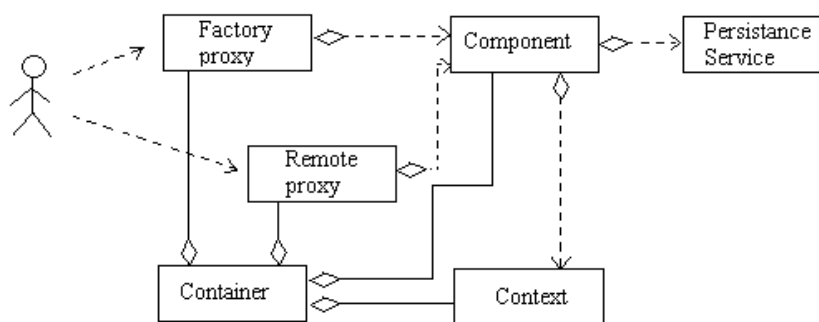 Factory
proxy
Component
Persistance
Service
Remote
proxy
Container
Context